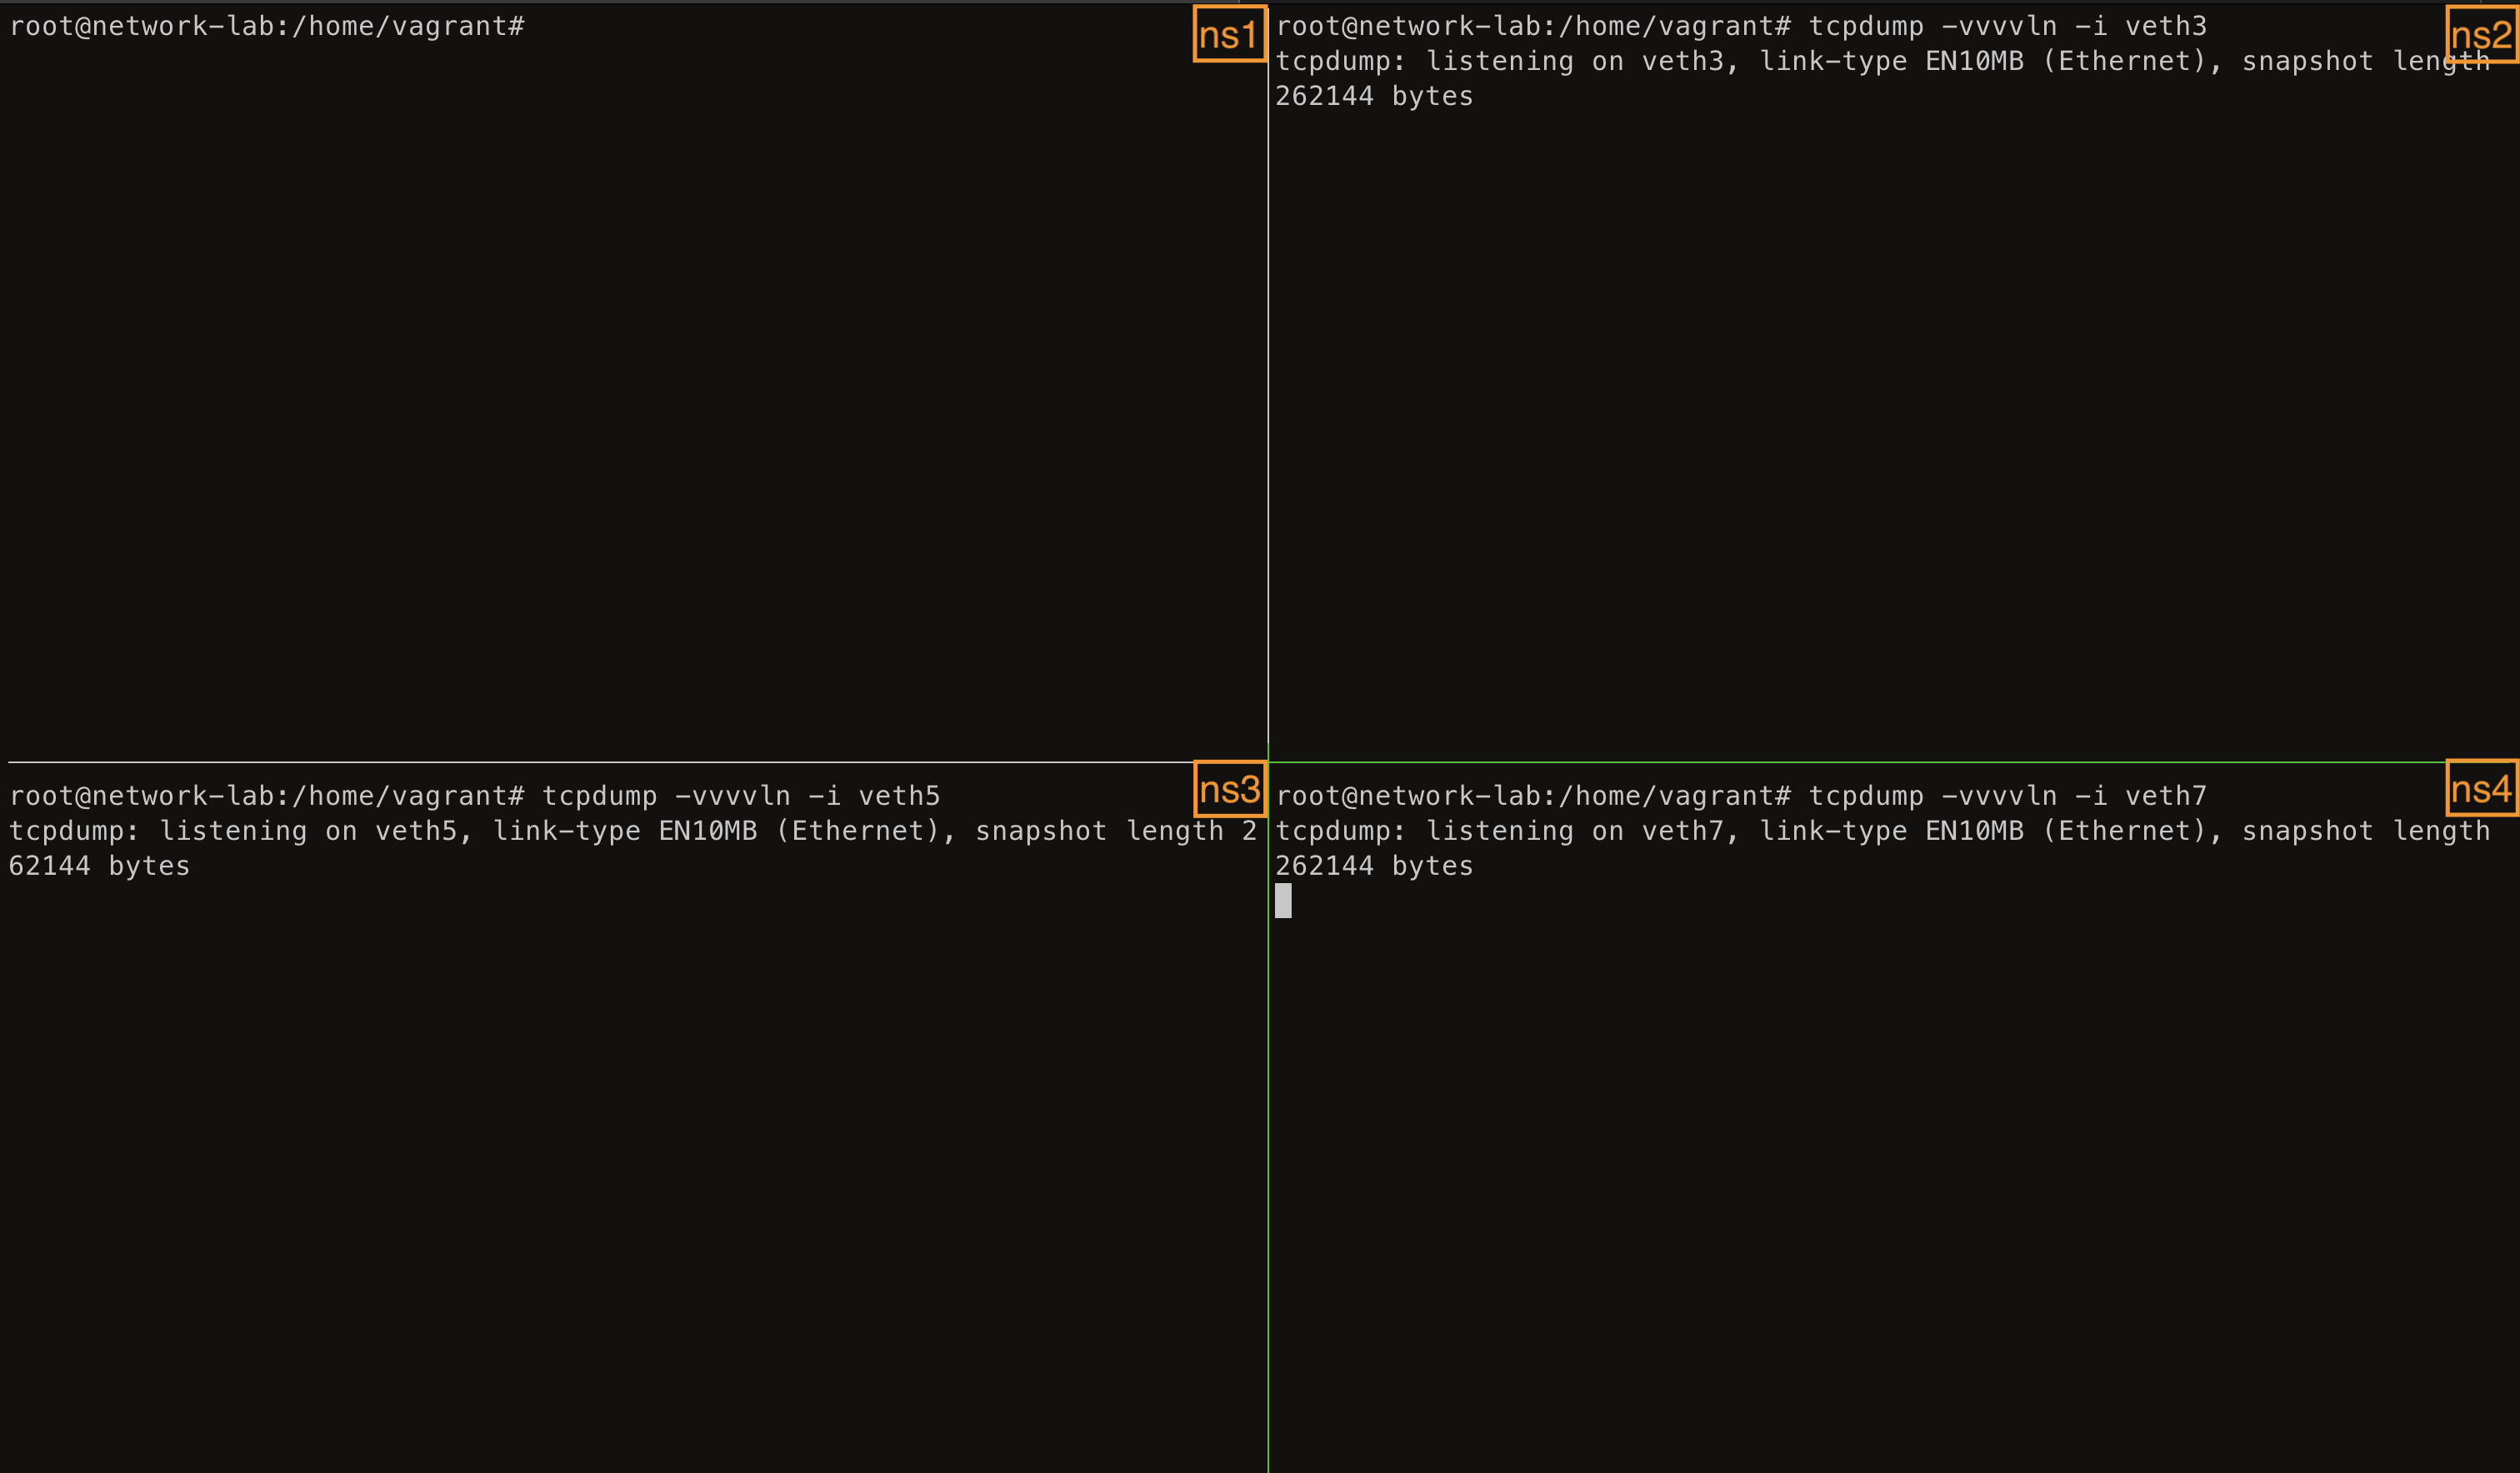 root@network-lab:/home/vagrant#
ns1
root@network-lab:/home/vagrant# tcpdump -vvvvln -i veth3
ns2
tcpdump: listening on veth3, link-type EN10MB (Ethernet), snapshot length
262144 bytes
root@network-lab:/home/vagrant# tcpdump -vvvvln -i veth5
ns3
tcpdump: listening on veth5, link-type EN10MB (Ethernet), snapshot length 2
62144 bytes
root@network-lab:/home/vagrant# tcpdump -vvvvln -i veth7
ns4
tcpdump: listening on veth7, link-type EN10MB (Ethernet), snapshot length
262144 bytes